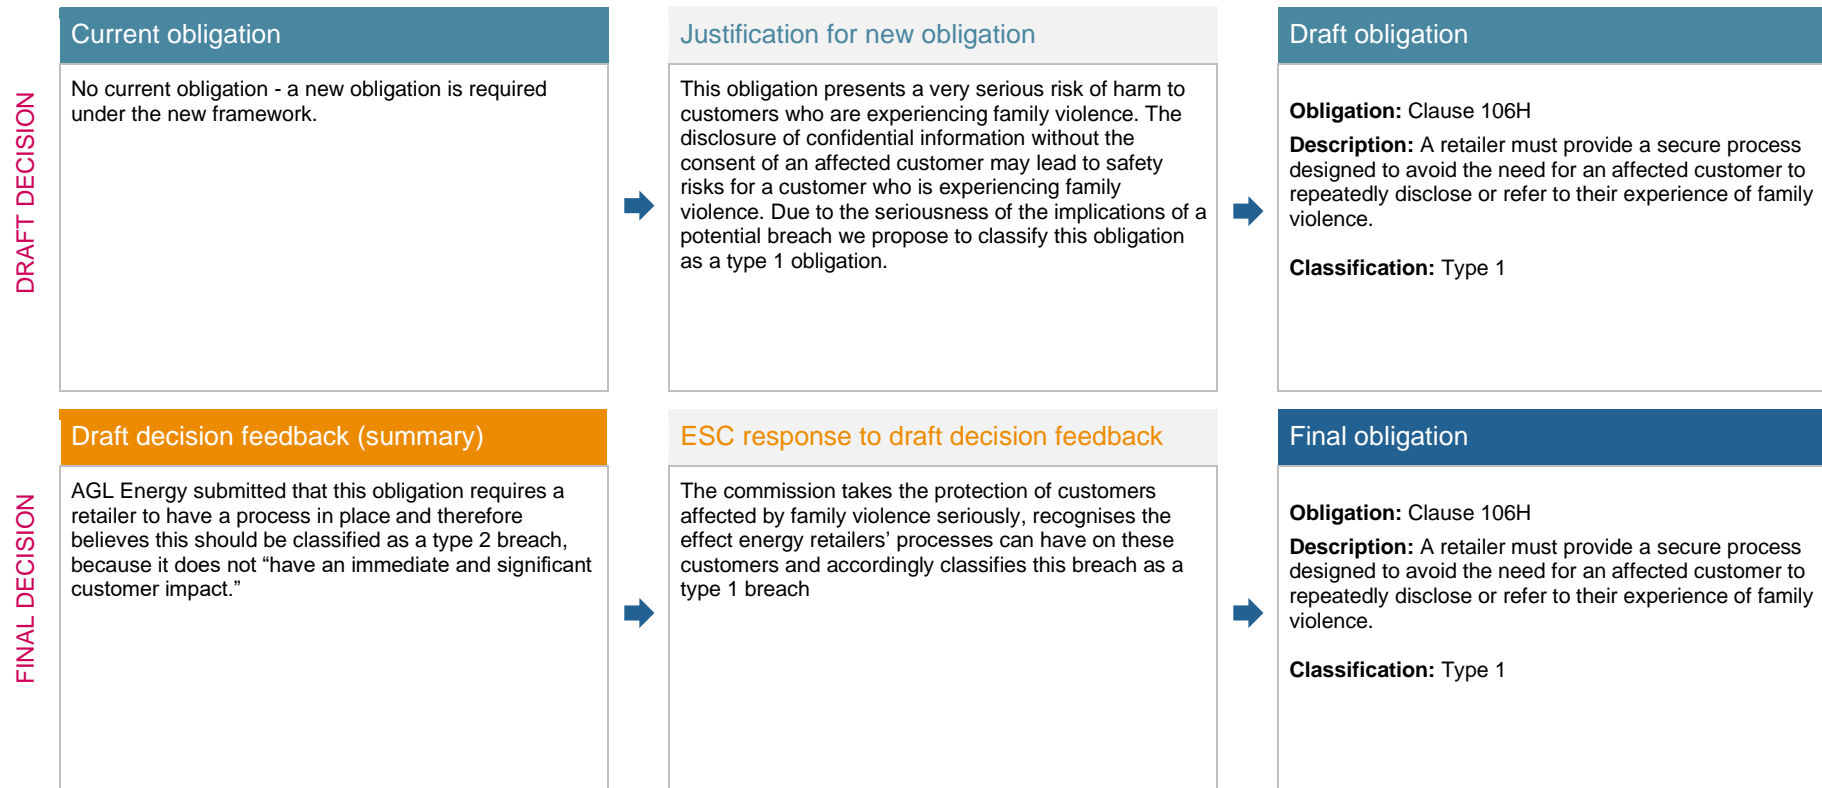 DRAFT DECISION
Current obligation
No current obligation - a new obligation is required
under the new framework.
Justification for new obligation
This obligation presents a very serious risk of harm to
customers who are experiencing family violence. The
disclosure of confidential information without the
consent of an affected customer may lead to safety
risks for a customer who is experiencing family
violence. Due to the seriousness of the implications of a
potential breach we propose to classify this obligation
as a type 1 obligation.
Draft obligation
Obligation: Clause 106H
Description: A retailer must provide a secure process
designed to avoid the need for an affected customer to
repeatedly disclose or refer to their experience of family
violence.
Classification: Type 1
FINAL DECISION
Draft decision feedback (summary)
AGL Energy submitted that this obligation requires a
retailer to have a process in place and therefore
believes this should be classified as a type 2 breach,
because it does not “have an immediate and significant
customer impact.”
ESC response to draft decision feedback
The commission takes the protection of customers
affected by family violence seriously, recognises the
effect energy retailers’ processes can have on these
customers and accordingly classifies this breach as a
type 1 breach
Final obligation
Obligation: Clause 106H
Description: A retailer must provide a secure process
designed to avoid the need for an affected customer to
repeatedly disclose or refer to their experience of family
violence.
Classification: Type 1